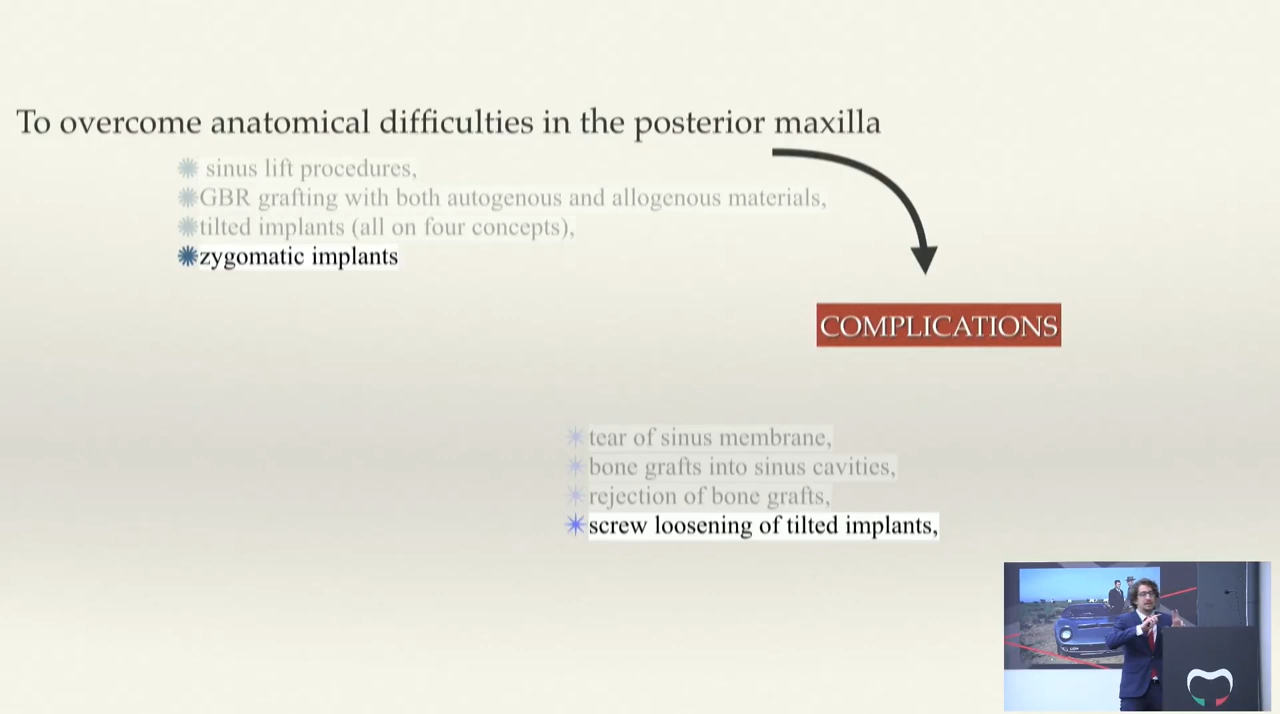 To overcome anatomical difficulties in the posterior maxilla
sinus lift procedures,
GBR grafting with both autogenous and allogenous materials,
tilted implants (all on four concepts),
zygomatic implants
COMPLICATIONS
tear of sinus membrane,
bone grafts into sinus cavities,
rejection of bone grafts,
screw loosening of tilted implants,